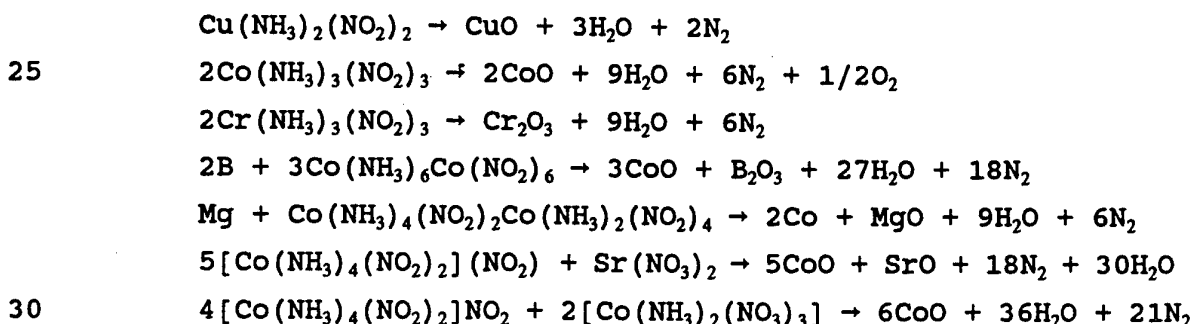 Cu(NH₃)₂(NO₂)₂ → CuO + 3H₂O + 2N₂
25 2Co(NH₃)₃(NO₂)₃ → 2CoO + 9H₂O + 6N₂ + 1/2O₂
2Cr(NH₃)₃(NO₂)₃ → Cr₂O₃ + 9H₂O + 6N₂
2B + 3Co(NH₃)₆Co(NO₂)₆ → 3CoO + B₂O₃ + 27H₂O + 18N₂
Mg + Co(NH₃)₄(NO₂)₂Co(NH₃)₂(NO₂)₄ → 2Co + MgO + 9H₂O + 6N₂
5[Co(NH₃)₄(NO₂)₂](NO₂) + Sr(NO₃)₂ → 5CoO + SrO + 18N₂ + 30H₂O
30 4[Co(NH₃)₄(NO₂)₂]NO₂ + 2[Co(NH₃)₂(NO₃)₃] → 6CoO + 36H₂O + 21N₂